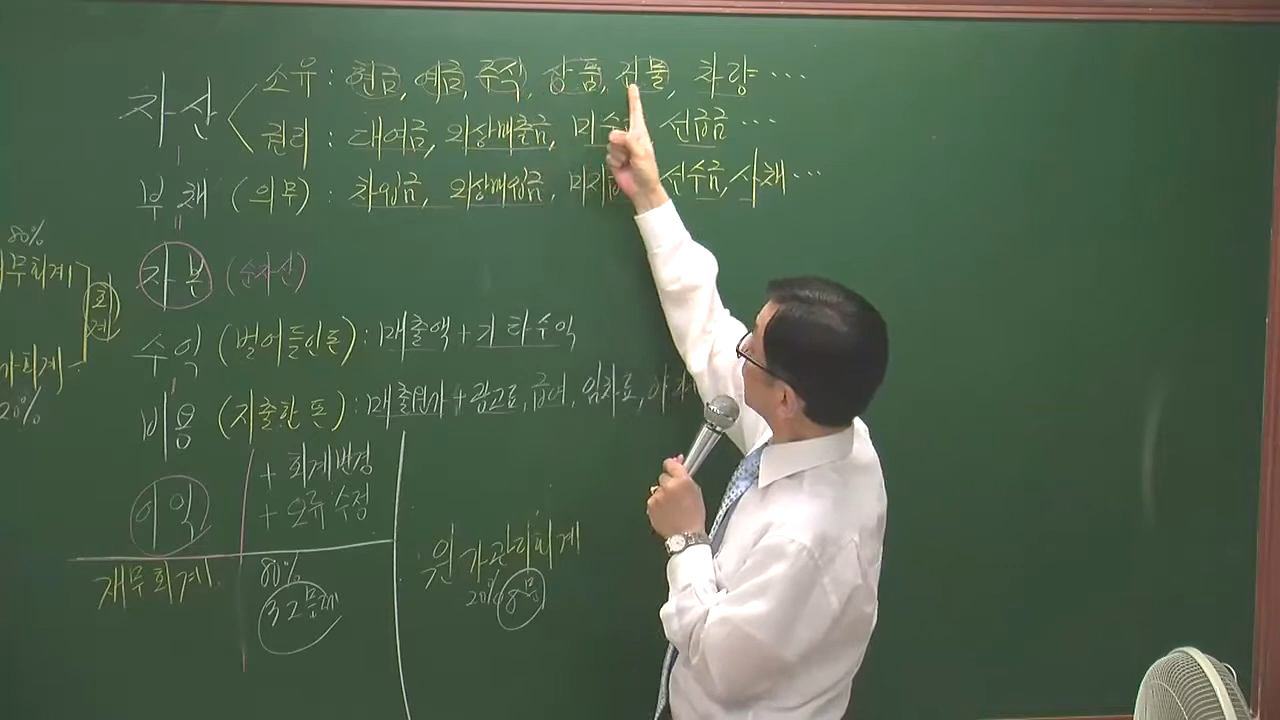 자산 < 소유 : 현금, 예금, 주식, 상품, 건물, 차량 ···
권리 : 대여금, 외상매출금, 미수 선급금 ···
부채 (의무) : 차입금, 외상매입금, 미지 선수금, 사채 ···
자본 (순자산)
80%
무회계
회계
가회계
20%
수익 (벌어들인돈) : 매출액 + 기타수익
비용 (지출한 돈) : 매출원가 + 광고료, 급여, 임차료, 이자
이익
+ 회계변경
+ 오류수정
재무회계
80%
32문제
원가관리회계
20%
8문